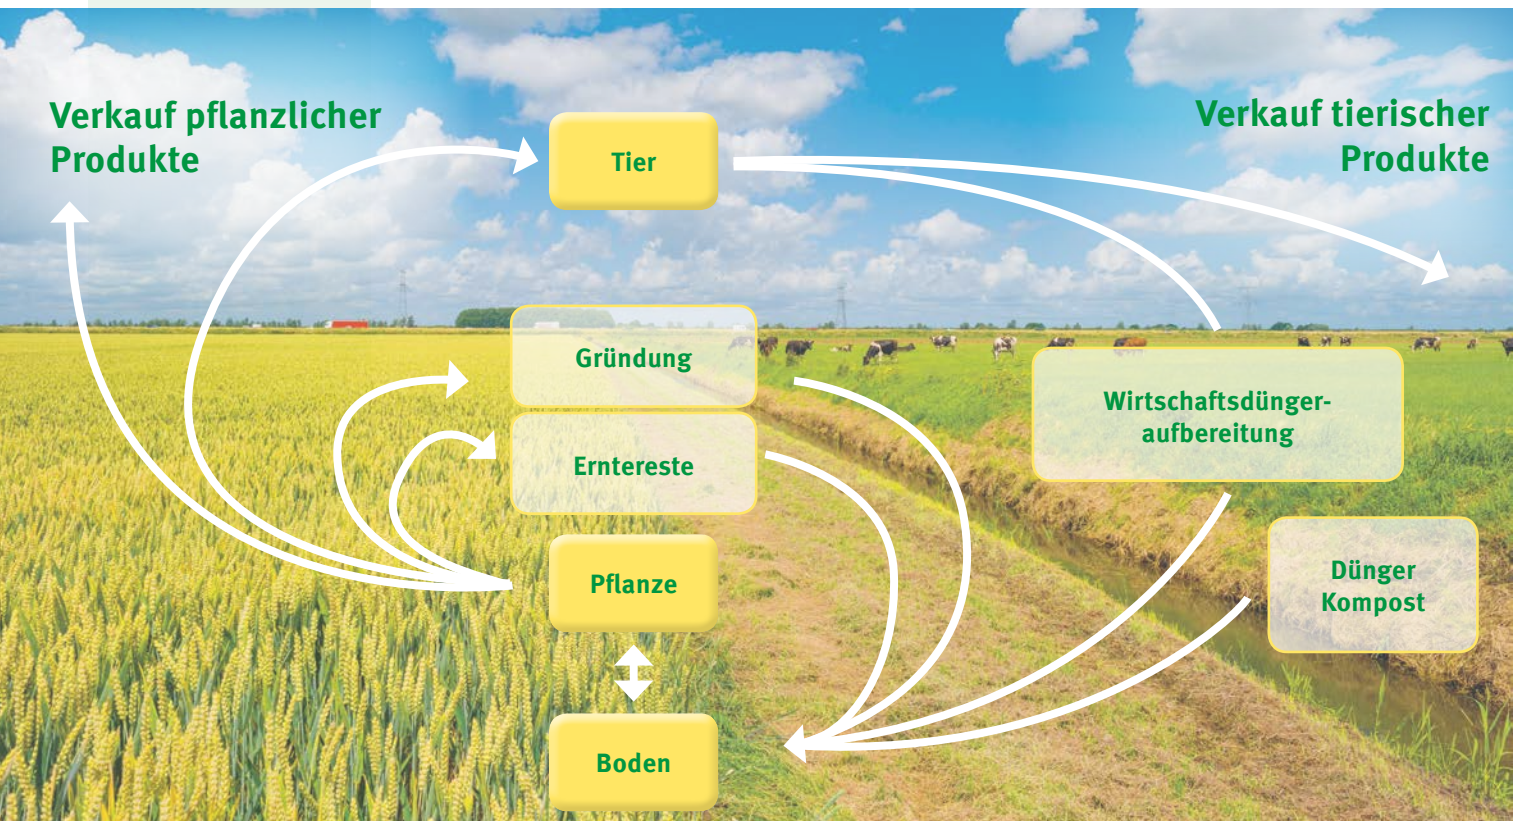 Verkauf pflanzlicher
Produkte
Verkauf tierischer
Produkte
Tier
Gründung
Erntereste
Wirtschaftsdünger-
aufbereitung
Pflanze
Dünger
Kompost
Boden